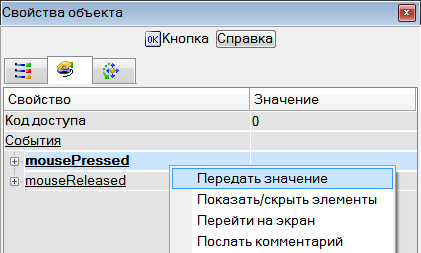 Свойства объекта
OK Кнопка Справка
Свойство Значение
Код доступа 0
События
mousePressed
mouseReleased
Передать значение
Показать/скрыть элементы
Перейти на экран
Послать комментарий